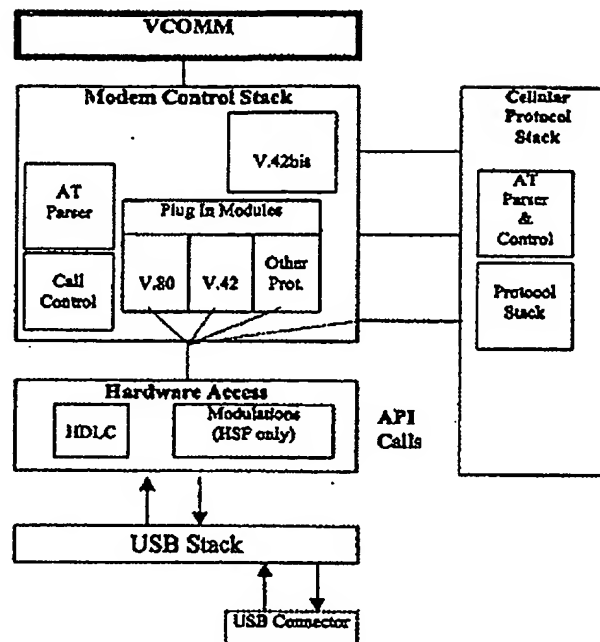 VCOMM
Modem Control Stack
V.42bis
AT
Parser
Plug In Modules
Call
Control
V.80
V.42
Other
Prot.
Cellular
Protocol
Stack
AT
Parser
&
Control
Protocol
Stack
Hardware Access
HDLC
Modulations
(HSP only)
API
Calls
USB Stack
USB Connector